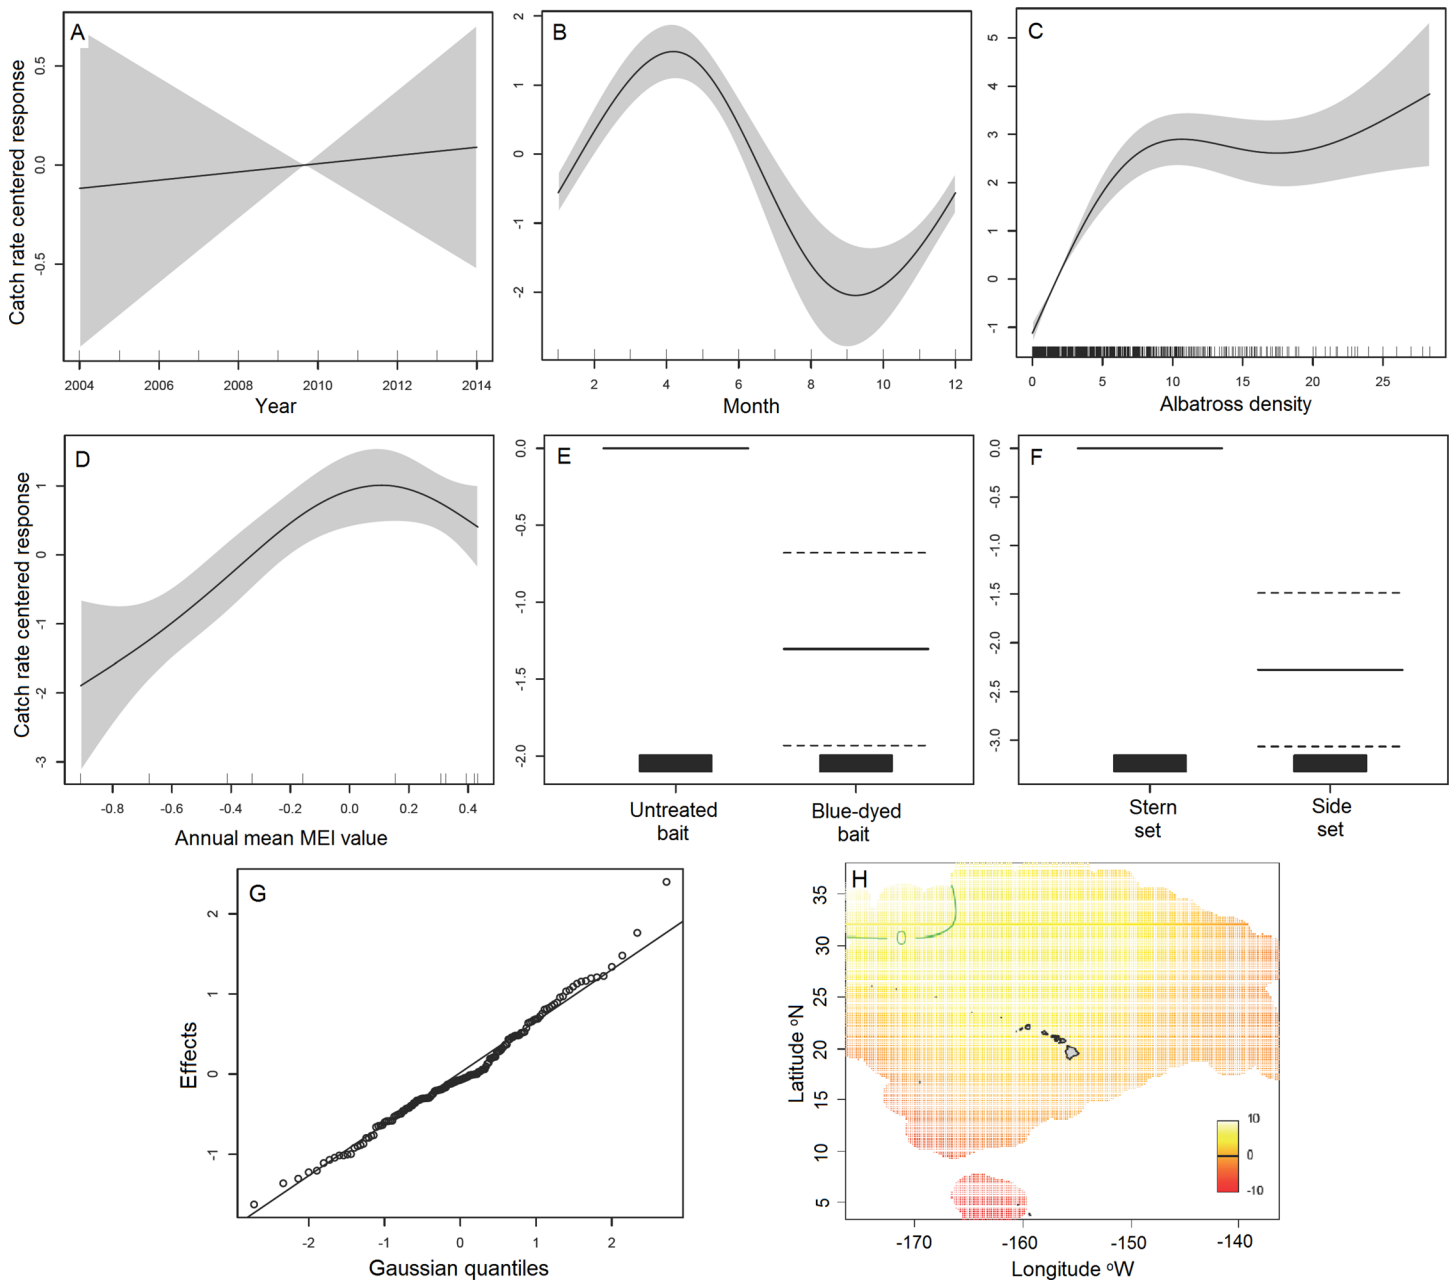 A
Catch rate centered response
0.5
0.0
-0.5
2004 2006 2008 2010 2012 2014
Year
B
2
1
0
-1
-2
2 4 6 8 10 12
Month
C
5
4
3
2
1
0
-1
0 5 10 15 20 25
Albatross density
D
Catch rate centered response
1
0
-1
-2
-3
-0.8 -0.6 -0.4 -0.2 0.0 0.2 0.4
Annual mean MEI value
E
0.0
-0.5
-1.0
-1.5
-2.0
Untreated
bait
Blue-dyed
bait
F
0.0
-0.5
-1.0
-1.5
-2.0
-2.5
-3.0
Stern
set
Side
set
G
Effects
2
1
0
-1
-2 -1 0 1 2
Gaussian quantiles
H
Latitude ºN
35
30
25
20
15
10
5
10
0
-10
-170 -160 -150 -140
Longitude ºW